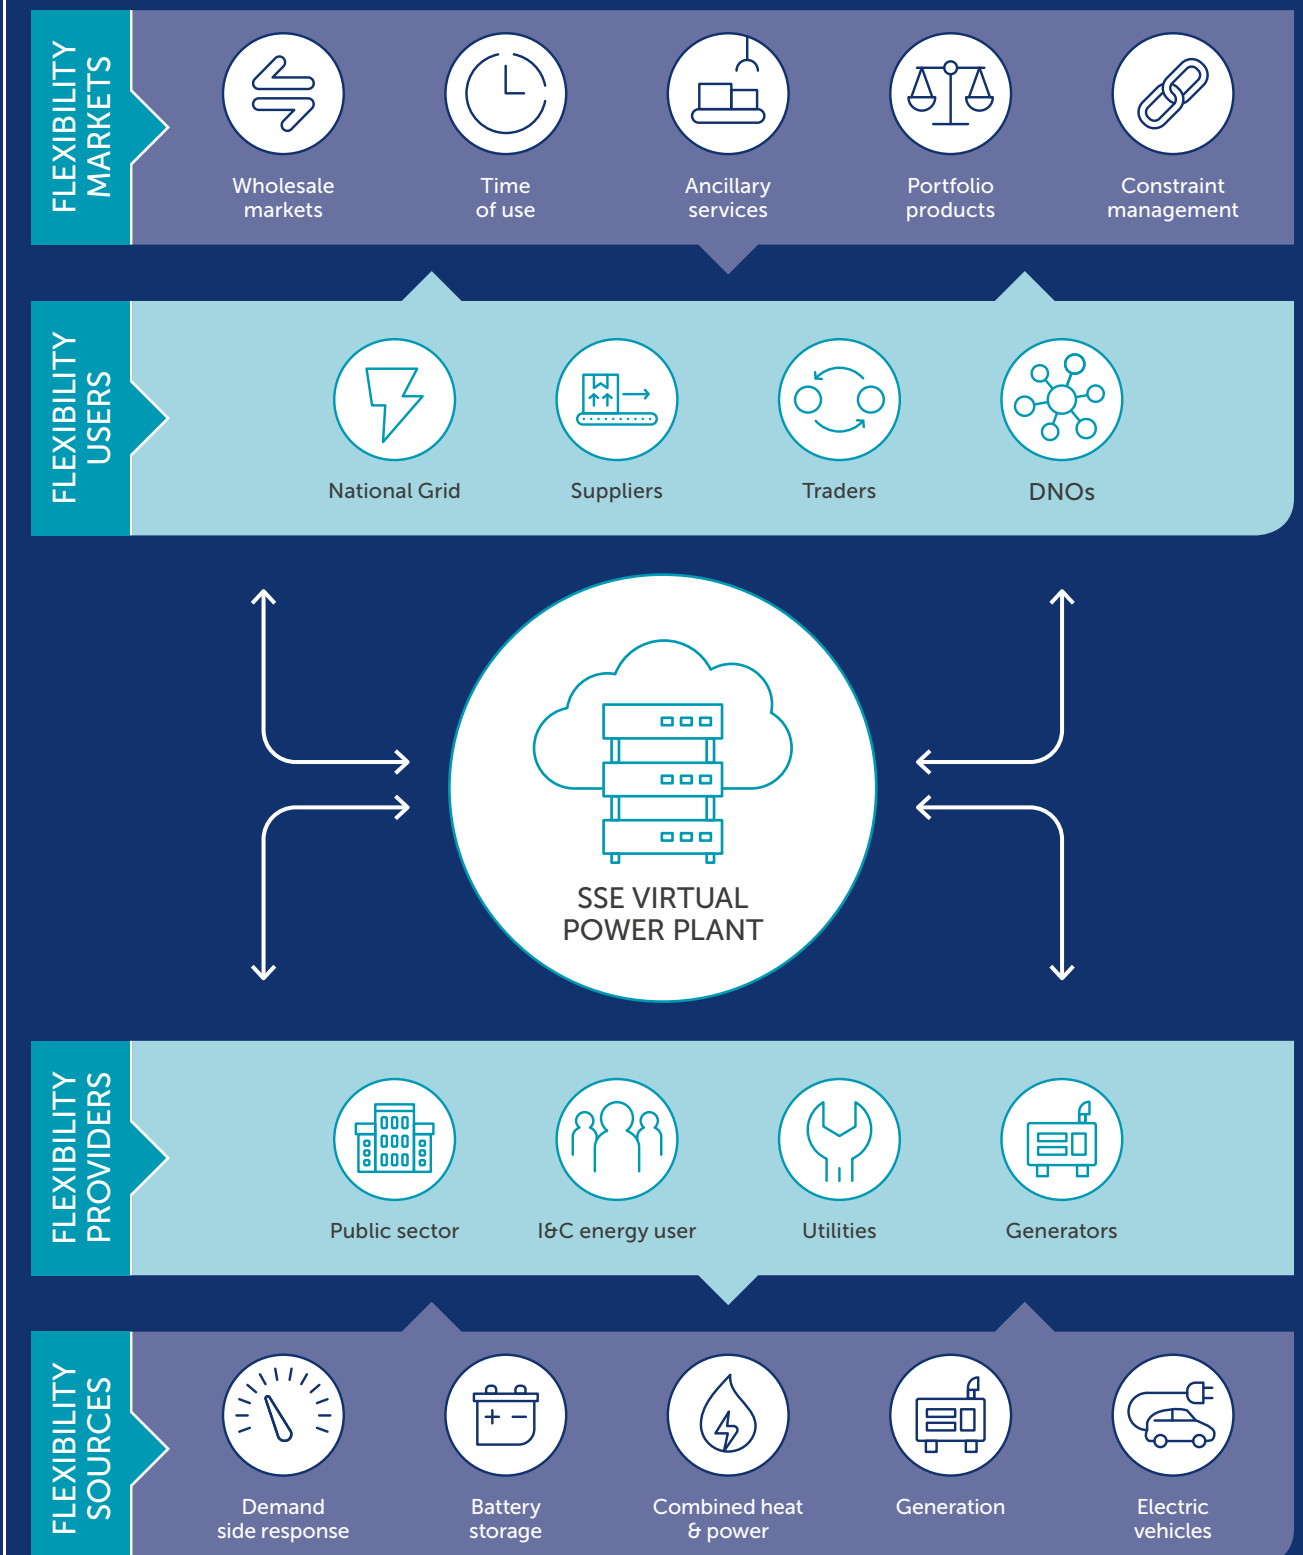 FLEXIBILITY
MARKETS
Wholesale
markets
Time
of use
Ancillary
services
Portfolio
products
Constraint
management
FLEXIBILITY
USERS
National Grid
Suppliers
Traders
DNOs
SSE VIRTUAL
POWER PLANT
FLEXIBILITY
PROVIDERS
Public sector
I&C energy user
Utilities
Generators
FLEXIBILITY
SOURCES
Demand
side response
Battery
storage
Combined heat
& power
Generation
Electric
vehicles